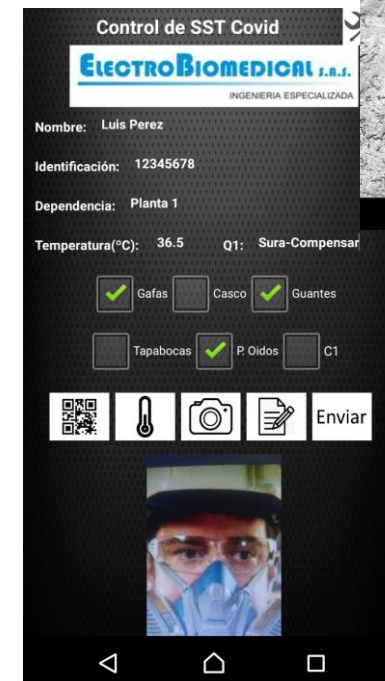 Control de SST Covid
ELECTROBIOMEDICAL S.A.S.
INGENIERIA ESPECIALIZADA
Nombre: Luis Perez
Identificación: 12345678
Dependencia: Planta 1
Temperatura(ºC): 36.5 Q1: Sura-Compensar
Gafas Casco Guantes
Tapabocas P. Oidos C1
Enviar